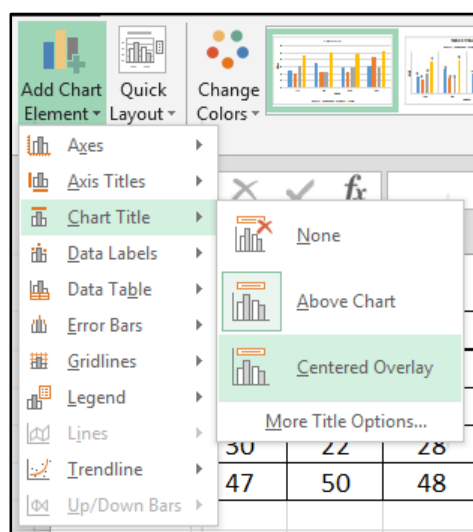 Add Chart Element
Quick Layout
Change Colors
Axes
Axis Titles
Chart Title
Data Labels
Data Table
Error Bars
Gridlines
Legend
Lines
Trendline
Up/Down Bars
fx
None
Above Chart
Centered Overlay
More Title Options...
30 22 28
47 50 48